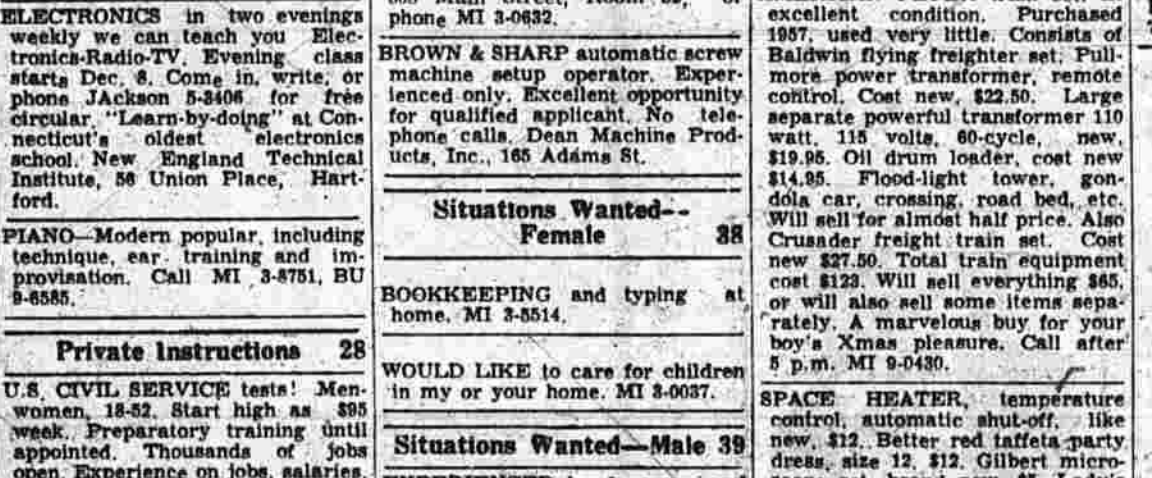 ELECTRONICS in two evenings
weekly we can teach you Elec-
tronics-Radio-TV. Evening class
starts Dec. 8. Come in, write, or
phone JAckson 5-3406 for free
circular. "Learn-by-doing" at Con-
necticut's oldest electronics
school. New England Technical
Institute, 56 Union Place, Hart-
ford.
PIANO—Modern popular, including
technique, ear training and im-
provisation. Call MI 3-8751, BU
9-6585.
Private Instructions 28
U.S. CIVIL SERVICE tests! Men-
women, 18-52. Start high as $95
week. Preparatory training until
appointed. Thousands of jobs
open. Experience on jobs, salaries.
phone MI 3-0632.
BROWN & SHARP automatic screw
machine setup operator. Exper-
ienced only. Excellent opportunity
for qualified applicant. No tele-
phone calls. Dean Machine Prod-
ucts, Inc., 165 Adams St.
Situations Wanted--
Female 38
BOOKKEEPING and typing at
home. MI 3-5514.
WOULD LIKE to care for children
in my or your home. MI 3-0037.
Situations Wanted—Male 39
excellent condition. Purchased
1957, used very little. Consists of
Baldwin flying freighter set. Pull-
more power transformer, remote
control. Cost new, $22.50. Large
separate powerful transformer 110
watt, 115 volts, 60-cycle, new,
$19.95. Oil drum loader, cost new
$14.95. Flood-light tower, gon-
dola car, crossing, road bed, etc.
Will sell for almost half price. Also
Crusader freight train set. Cost
new $27.50. Total train equipment
cost $123. Will sell everything $65,
or will also sell some items sepa-
rately. A marvelous buy for your
boy's Xmas pleasure. Call after
5 p.m. MI 9-0430.
SPACE HEATER, temperature
control, automatic shut-off, like
new, $12. Better red taffeta party
dress, size 12, $12. Gilbert micro-